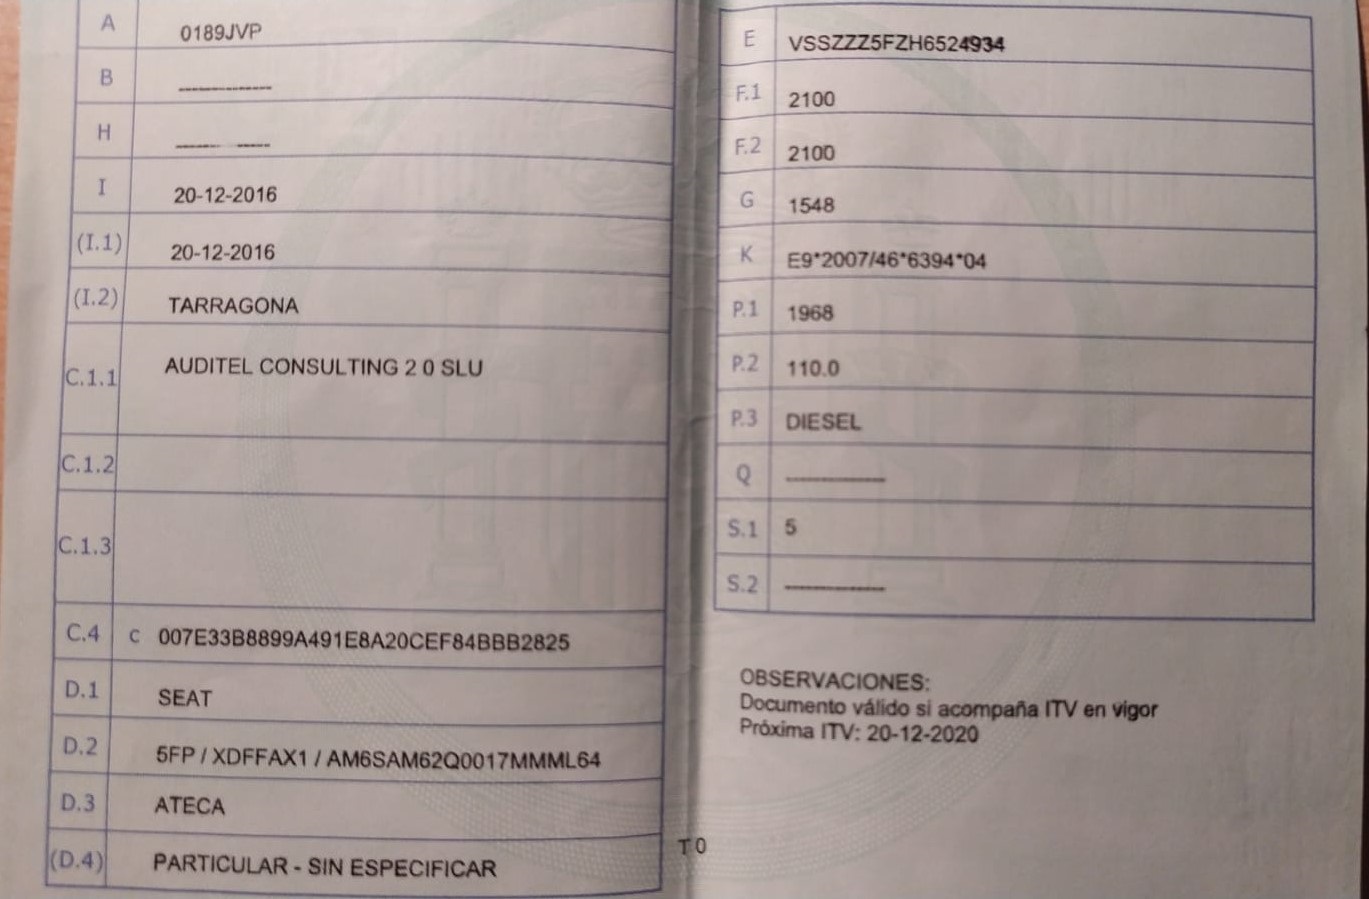 A 0189JVP
B -------------
H ------ -----
I 20-12-2016
(I.1) 20-12-2016
(I.2) TARRAGONA
C.1.1 AUDITEL CONSULTING 2 0 SLU
C.1.2
C.1.3
C.4 C 007E33B8899A491E8A20CEF84BBB2825
D.1 SEAT
D.2 5FP / XDFFAX1 / AM6SAM62Q0017MMML64
D.3 ATECA
(D.4) PARTICULAR - SIN ESPECIFICAR
T0
E VSSZZZ5FZH6524934
F.1 2100
F.2 2100
G 1548
K E9*2007/46*6394*04
P.1 1968
P.2 110.0
P.3 DIESEL
Q -------------
S.1 5
S.2 -------------
OBSERVACIONES:
Documento válido si acompaña ITV en vigor
Próxima ITV: 20-12-2020